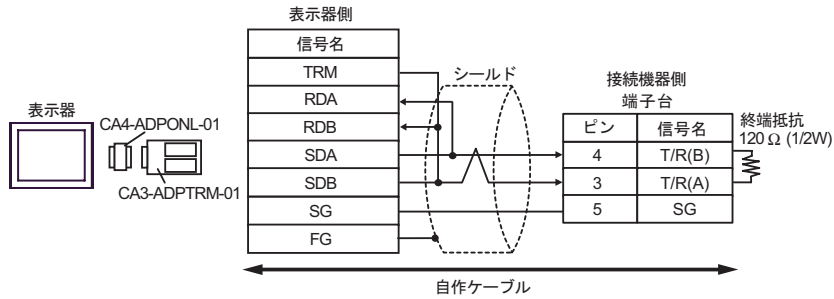 表示器側
信号名
TRM
RDA
RDB
SDA
SDB
SG
FG
シールド
表示器
CA4-ADPONL-01
CA3-ADPTRM-01
接続機器側
端子台
ピン 信号名
4 T/R(B)
3 T/R(A)
5 SG
終端抵抗
120 Ω (1/2W)
自作ケーブル